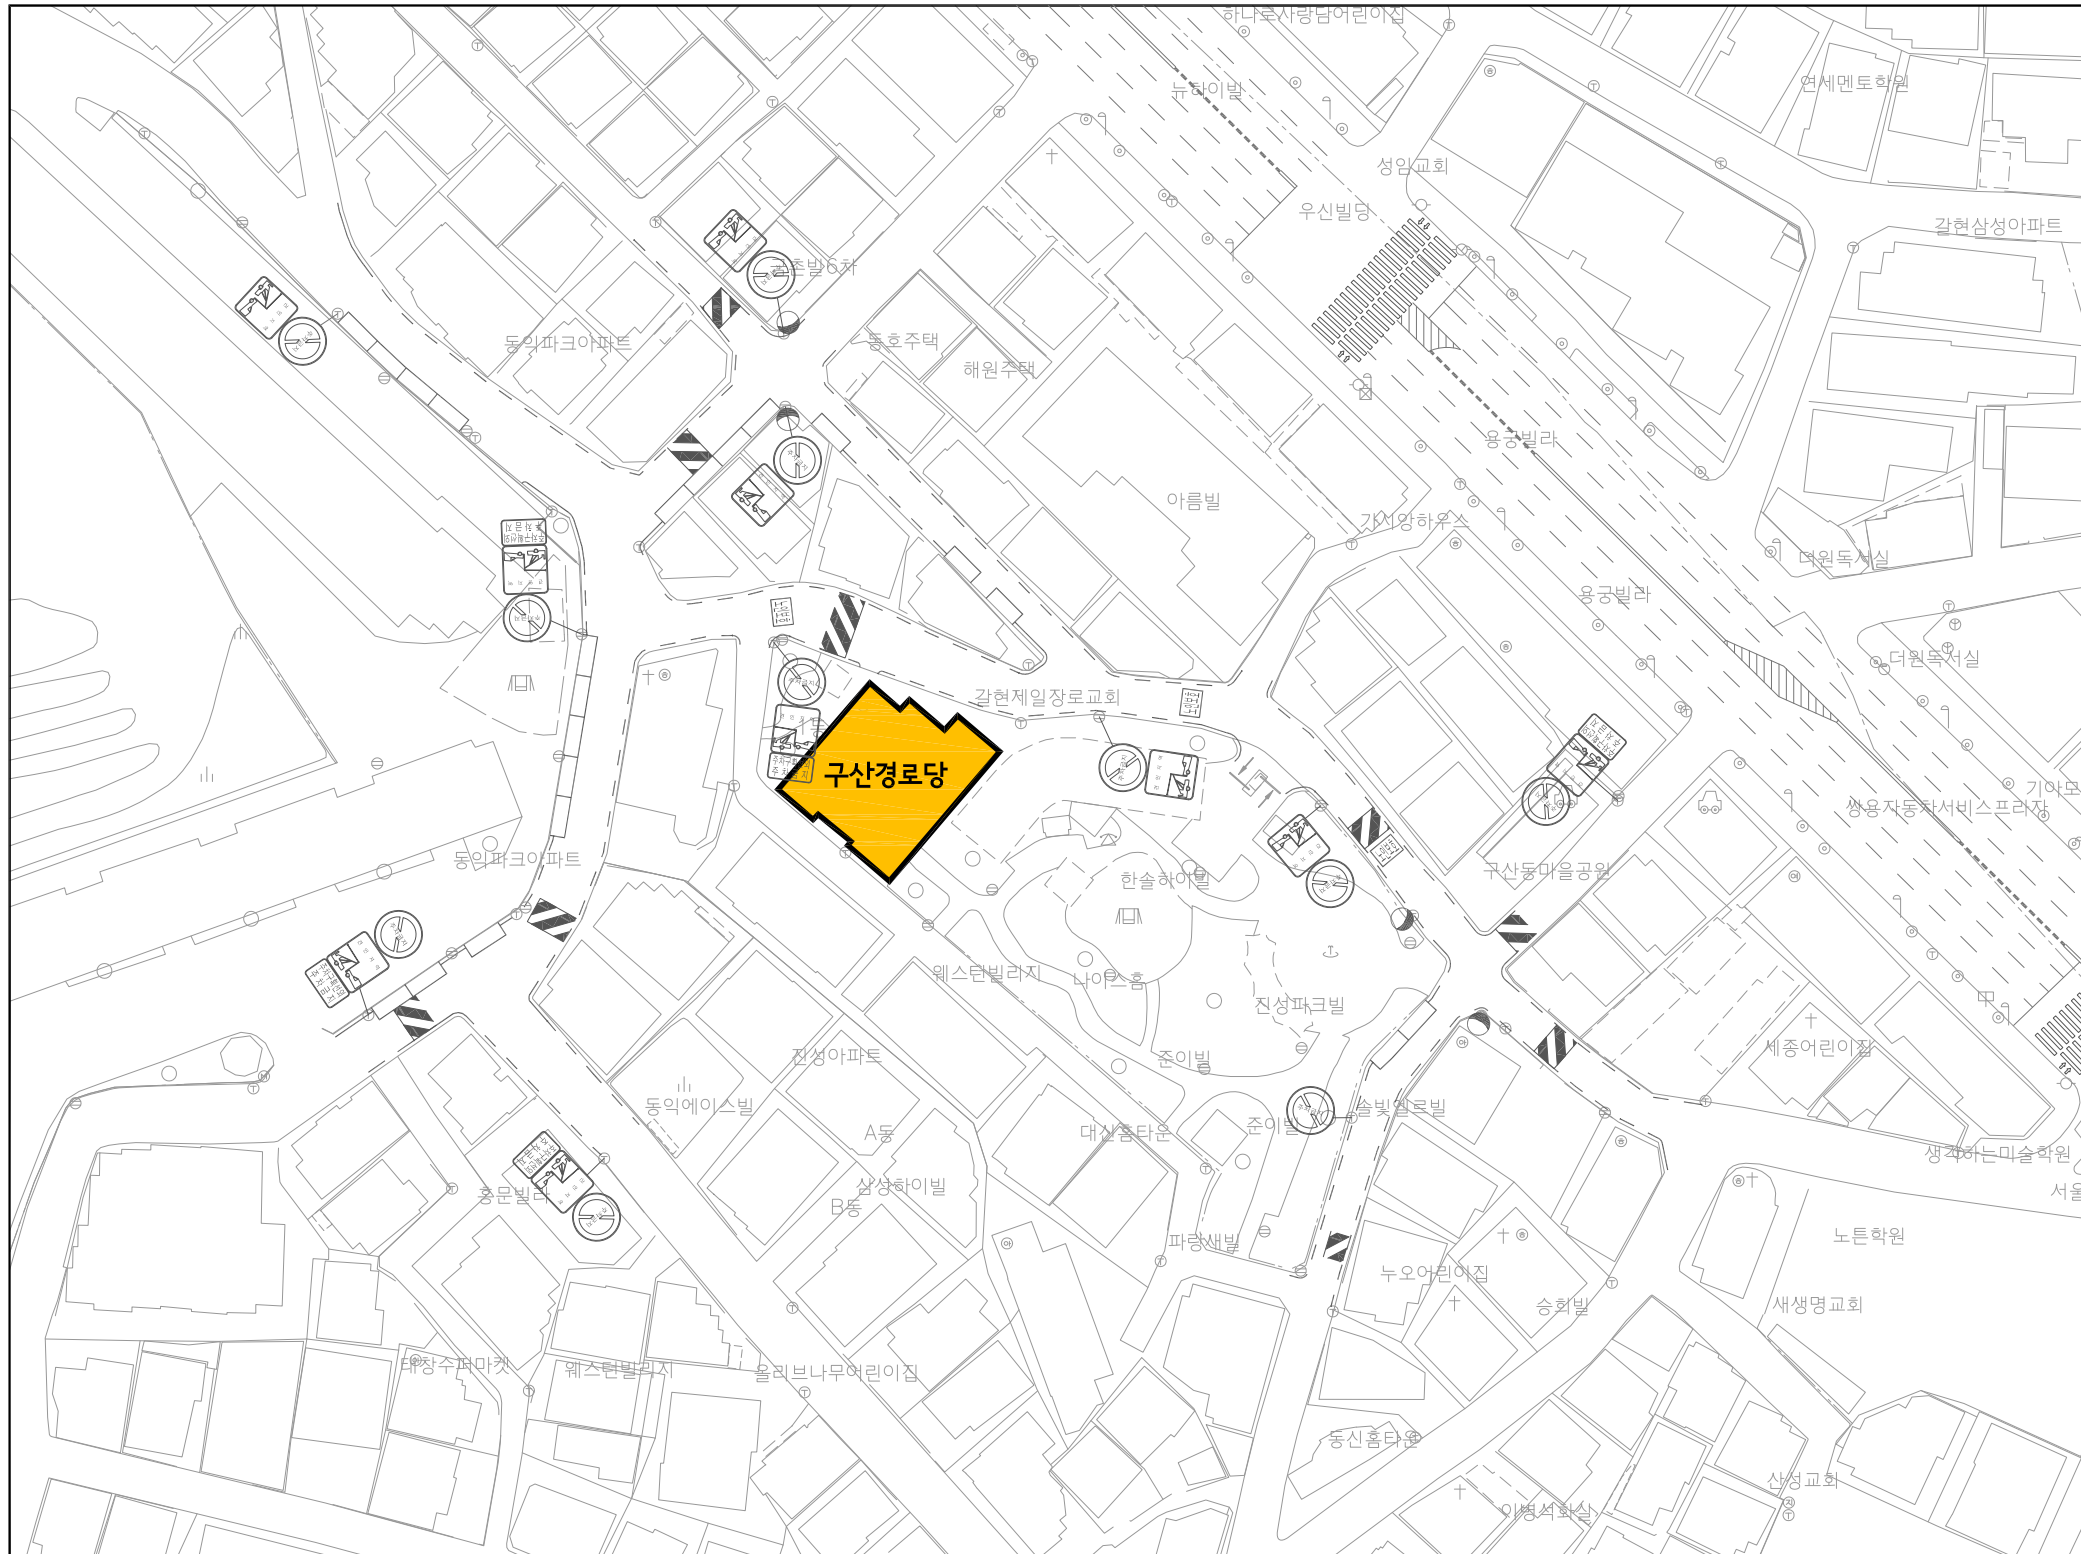 하나로사랑담어린이집
뉴하이빌
연세멘토학원
성임교회
우신빌딩
갈현삼성아파트
동익파크아파트
동호주택
해원주택
용궁빌라
아름빌
가시앙하우스
더원독서실
용궁빌라
더원독서실
갈현제일장로교회
구산경로당
기아모
쌍용자동차서비스프라자
동익파크아파트
한솔하이빌
구산동마을공원
웨스턴빌리지
나이스홈
진성파크빌
진성아파트
준이빌
세종어린이집
동익에이스빌
솔빛엘르빌
A동
대산홈타운
준이빌
생각하는미술학원
삼성하이빌
서울
홍문빌라
B동
파랑새빌
노튼학원
누오어린이집
승희빌
새생명교회
태창수퍼마켓
웨스턴빌리지
올리브나무어린이집
동신홈타운
산성교회
이병석화실